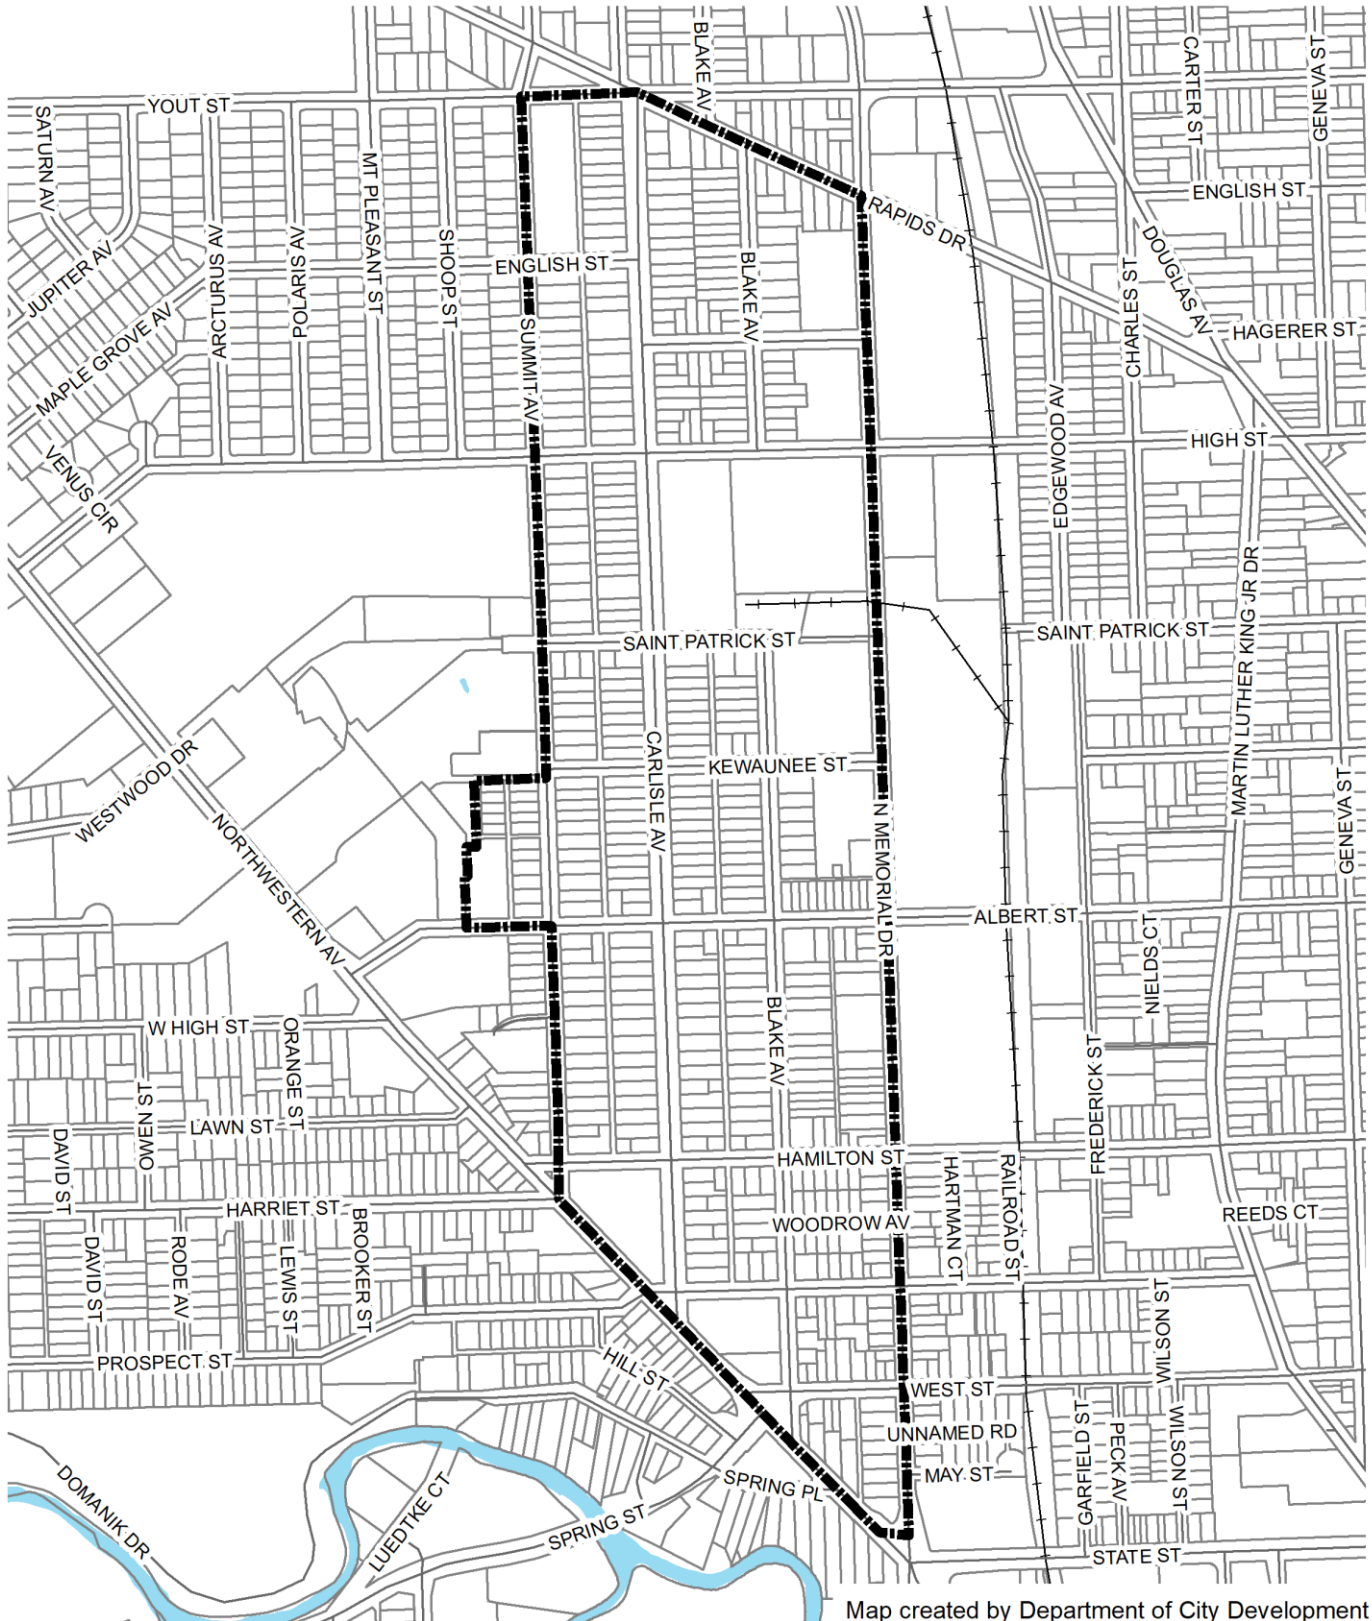 BLAKE AV
CARTER ST
GENEVA ST
YOUT ST
SATURN AV
MT PLEASANT ST
ENGLISH ST
RAPIDS DR
DOUGLAS AV
JUPITER AV
ARCTURUS AV
POLARIS AV
SHOOP ST
ENGLISH ST
BLAKE AV
CHARLES ST
HAGERER ST
MAPLE GROVE AV
SUMMIT AV
EDGEWOOD AV
HIGH ST
VENUS CIR
MARTIN LUTHER KING JR DR
SAINT PATRICK ST
SAINT PATRICK ST
WESTWOOD DR
CARLISLE AV
KEWAUNEE ST
GENEVA ST
NORTHWESTERN AV
N MEMORIAL DR
ALBERT ST
NIELDS CT
W HIGH ST
ORANGE ST
BLAKE AV
OWEN ST
LAWN ST
FREDERICK ST
DAVID ST
HAMILTON ST
HARTMAN CT
RAILROAD ST
HARRIET ST
WOODROW AV
REEDS CT
DAVID ST
RODE AV
LEWIS ST
BROOKER ST
WILSON ST
PROSPECT ST
HILL ST
WEST ST
UNNAMED RD
GARFIELD ST
PECK AV
WILSON ST
MAY ST
SPRING PL
DOMANIK DR
LUEDTKE CT
SPRING ST
STATE ST
Map created by Department of City Development